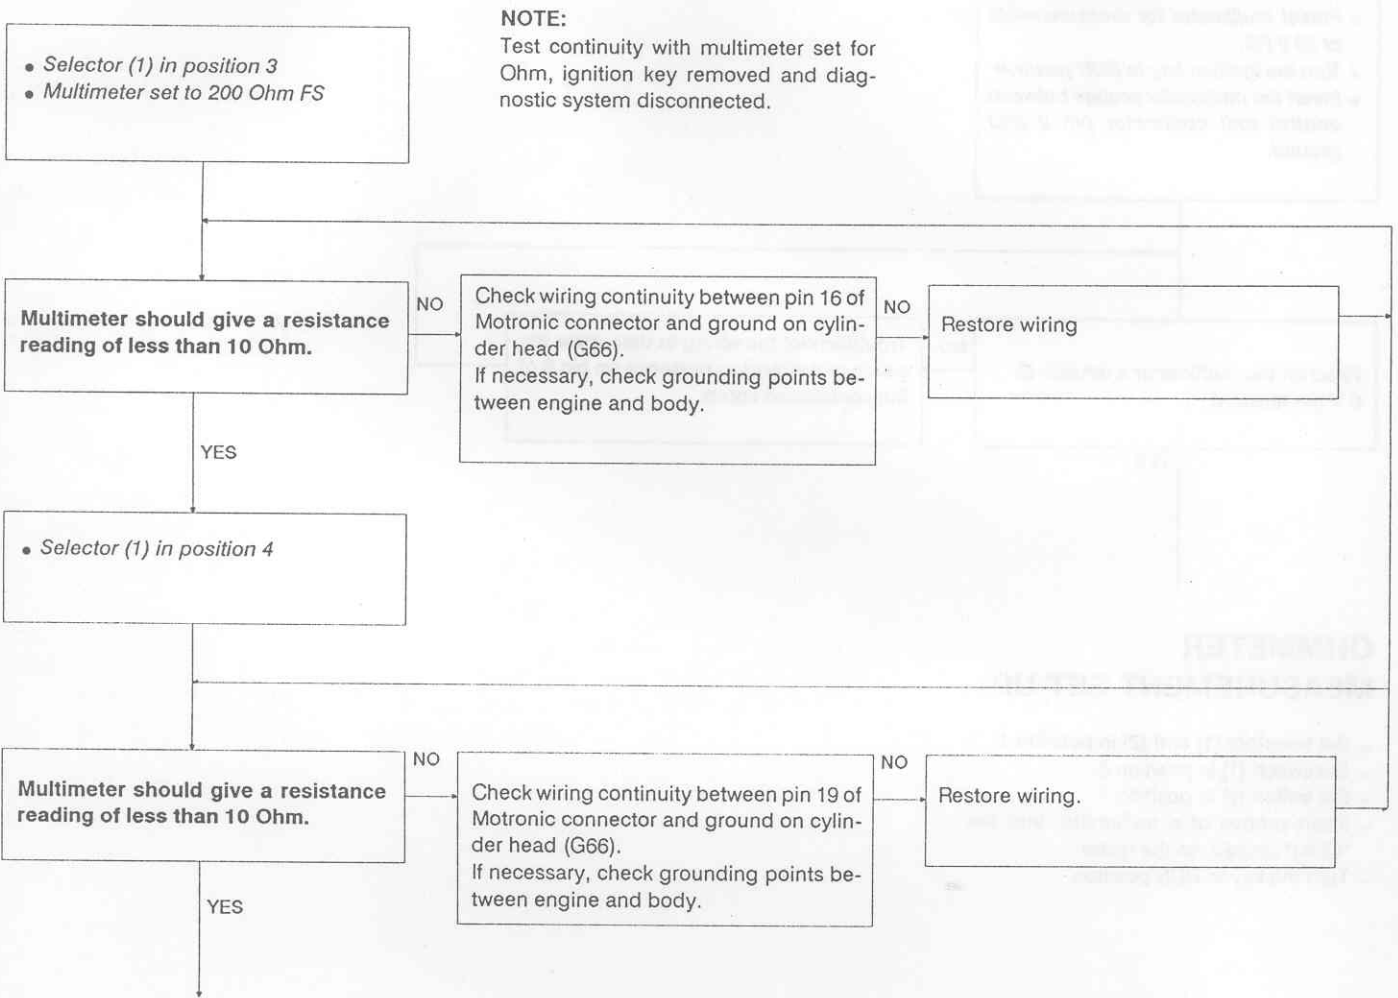 NOTE:
Test continuity with multimeter set for
Ohm, ignition key removed and diag-
nostic system disconnected.
● Selector (1) in position 3
● Multimeter set to 200 Ohm FS
Multimeter should give a resistance
reading of less than 10 Ohm.
NO
Check wiring continuity between pin 16 of
Motronic connector and ground on cylin-
der head (G66).
If necessary, check grounding points be-
tween engine and body.
NO
Restore wiring
YES
● Selector (1) in position 4
Multimeter should give a resistance
reading of less than 10 Ohm.
NO
Check wiring continuity between pin 19 of
Motronic connector and ground on cylin-
der head (G66).
If necessary, check grounding points be-
tween engine and body.
NO
Restore wiring.
YES